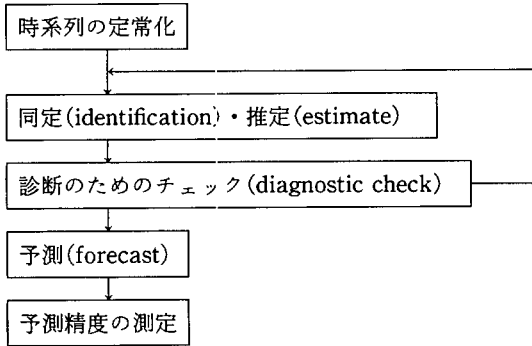 時系列の定常化
同定(identification)・推定(estimate)
診断のためのチェック(diagnostic check)
予測(forecast)
予測精度の測定